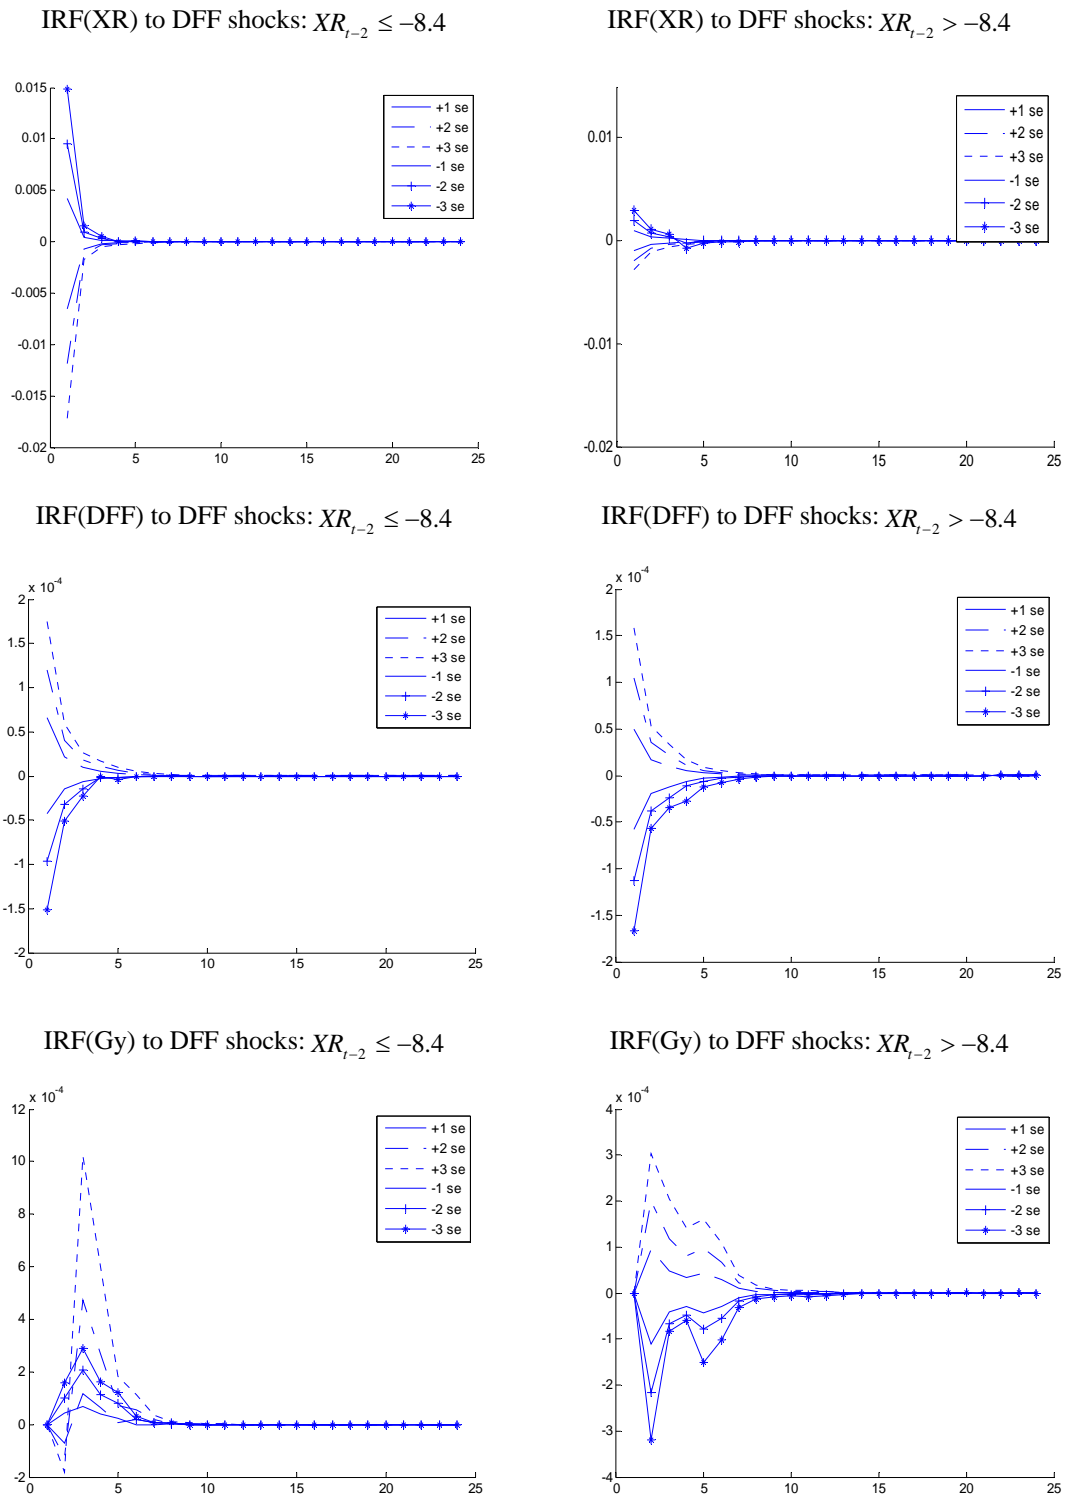 IRF(XR) to DFF shocks: XRt−2 ≤ −8.4
IRF(XR) to DFF shocks: XRt−2 > −8.4
0.015
0.01
0.005
0
-0.005
-0.01
-0.015
-0.02
0 5 10 15 20 25
+1 se
+2 se
+3 se
-1 se
-2 se
-3 se
0.01
0
-0.01
-0.02
0 5 10 15 20 25
+1 se
+2 se
+3 se
-1 se
-2 se
-3 se
IRF(DFF) to DFF shocks: XRt−2 ≤ −8.4
IRF(DFF) to DFF shocks: XRt−2 > −8.4
x 10-4
2
1.5
1
0.5
0
-0.5
-1
-1.5
-2
0 5 10 15 20 25
+1 se
+2 se
+3 se
-1 se
-2 se
-3 se
x 10-4
2
1.5
1
0.5
0
-0.5
-1
-1.5
-2
0 5 10 15 20 25
+1 se
+2 se
+3 se
-1 se
-2 se
-3 se
IRF(Gy) to DFF shocks: XRt−2 ≤ −8.4
IRF(Gy) to DFF shocks: XRt−2 > −8.4
x 10-4
12
10
8
6
4
2
0
-2
0 5 10 15 20 25
+1 se
+2 se
+3 se
-1 se
-2 se
-3 se
x 10-4
4
3
2
1
0
-1
-2
-3
-4
0 5 10 15 20 25
+1 se
+2 se
+3 se
-1 se
-2 se
-3 se